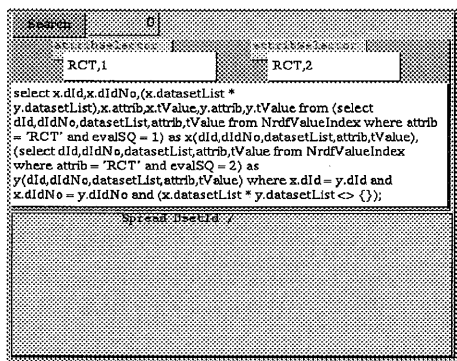 Search 0
attribSelector attribSelector
RCT,1 RCT,2
select x.dId,x.dIdNo,(x.datasetList *
y.datasetList),x.attrib,x.tValue,y.attrib,y.tValue from (select
dId,dIdNo,datasetList,attrib,tValue from NrdfValueIndex where attrib
= 'RCT' and evalSQ = 1) as x(dId,dIdNo,datasetList,attrib,tValue),
(select dId,dIdNo,datasetList,attrib,tValue from NrdfValueIndex
where attrib = 'RCT' and evalSQ = 2) as
y(dId,dIdNo,datasetList,attrib,tValue) where x.dId = y.dId and
x.dIdNo = y.dIdNo and (x.datasetList * y.datasetList <> {});
Spread DsetId /